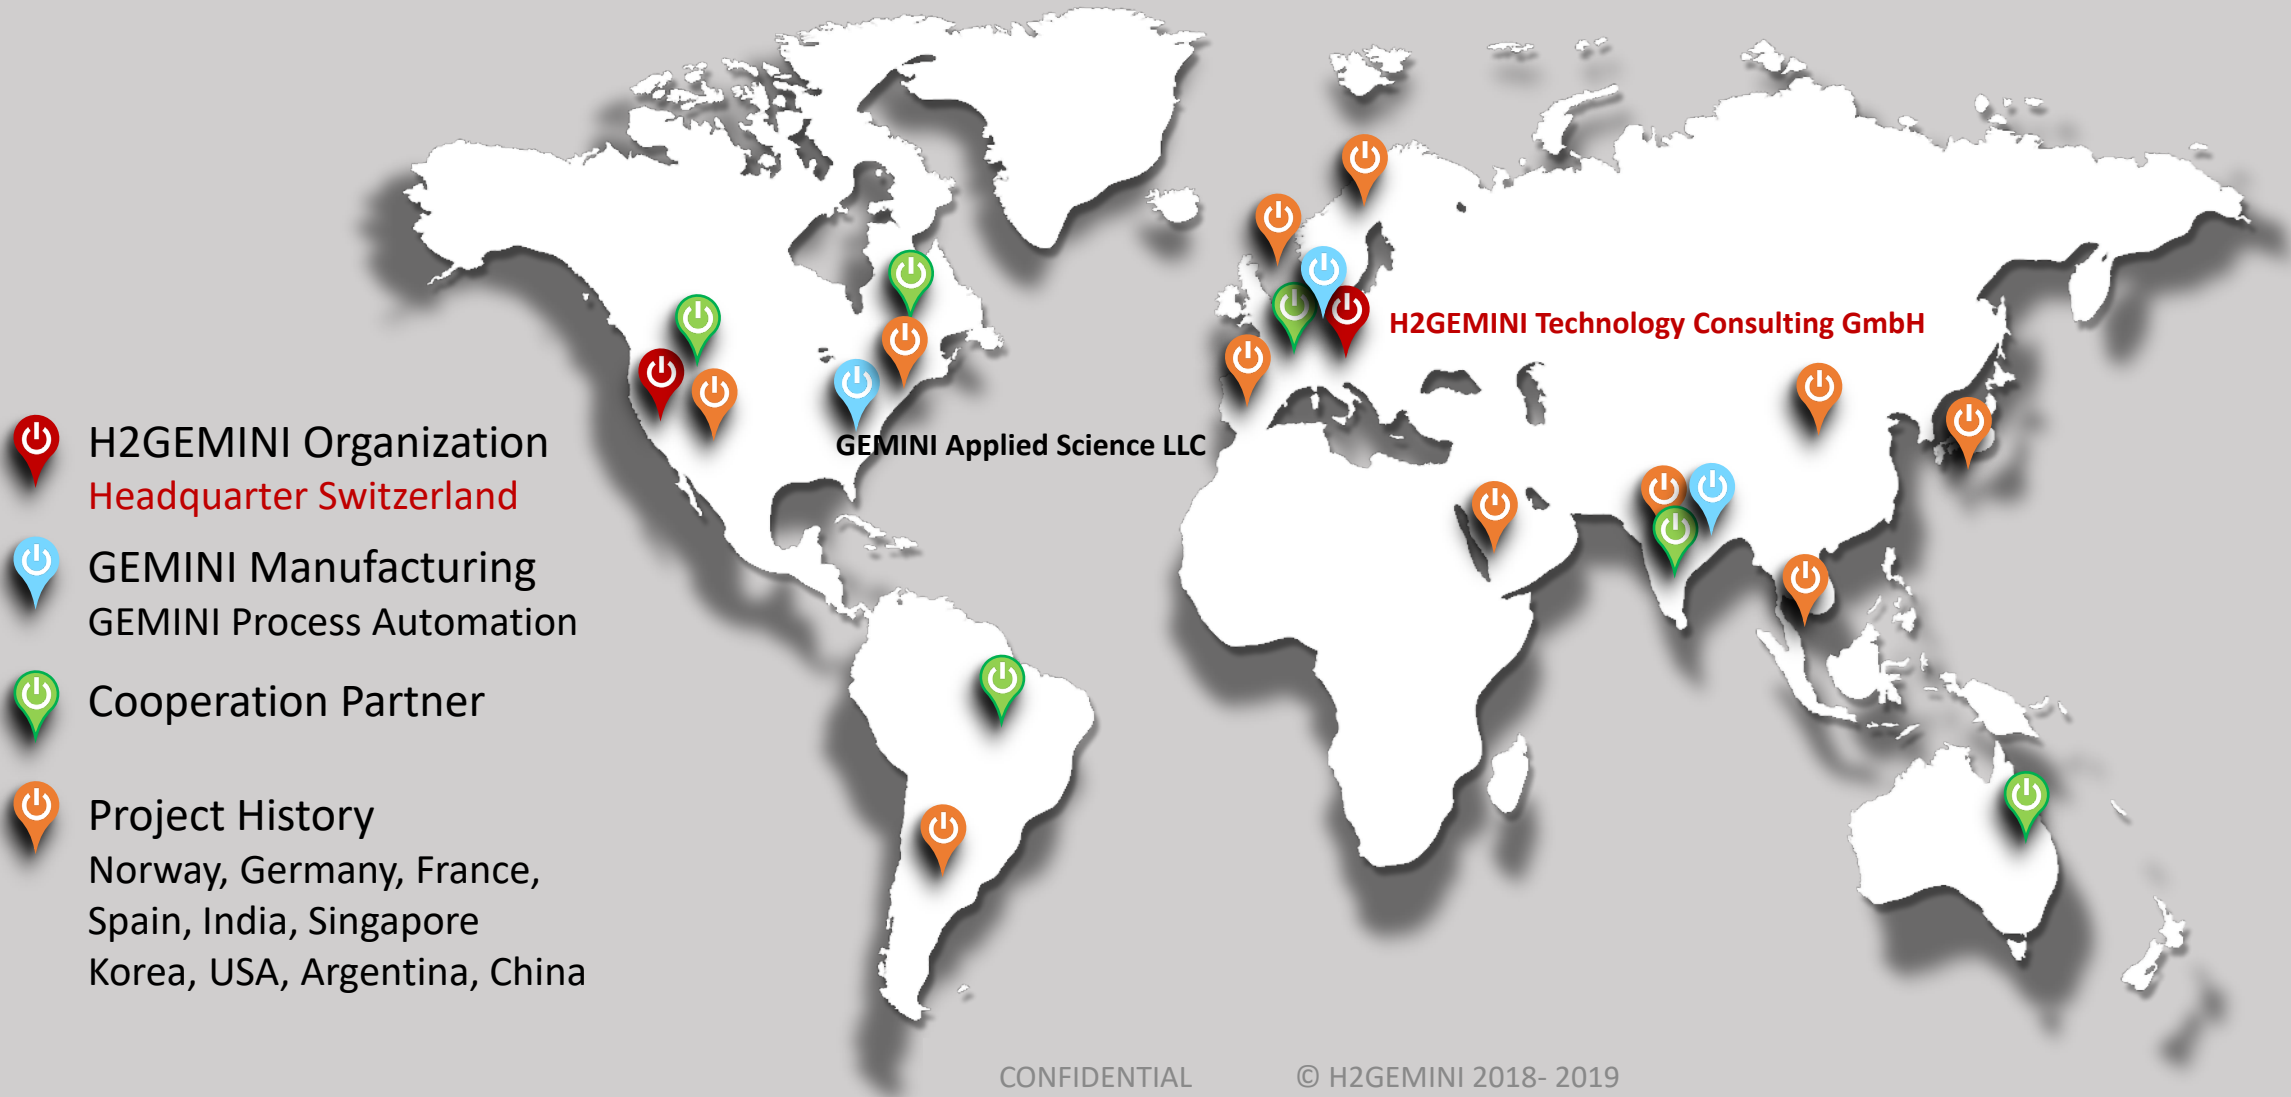 H2GEMINI Technology Consulting GmbH
GEMINI Applied Science LLC
H2GEMINI Organization
Headquarter Switzerland
GEMINI Manufacturing
GEMINI Process Automation
Cooperation Partner
Project History
Norway, Germany, France,
Spain, India, Singapore
Korea, USA, Argentina, China
CONFIDENTIAL © H2GEMINI 2018- 2019